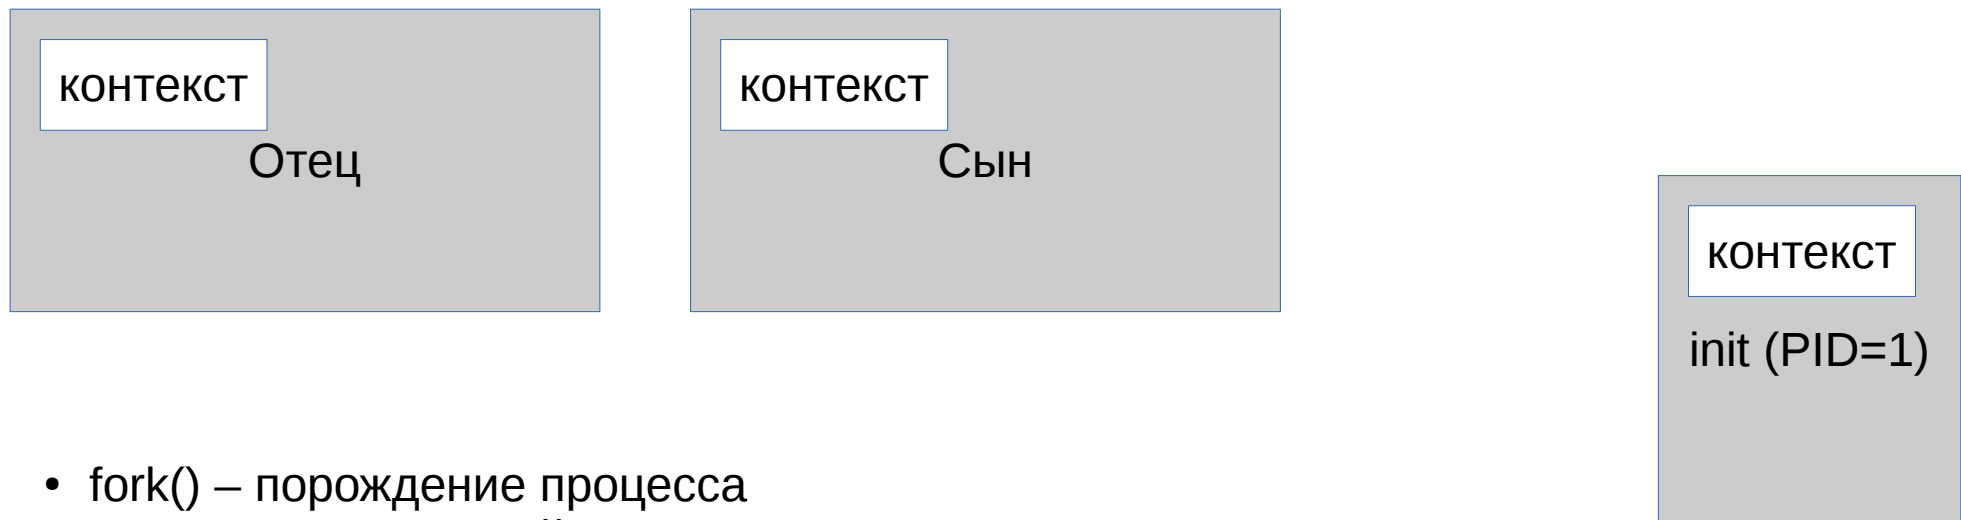 контекст
Отец
контекст
Сын
контекст
init (PID=1)
• fork() – порождение процесса